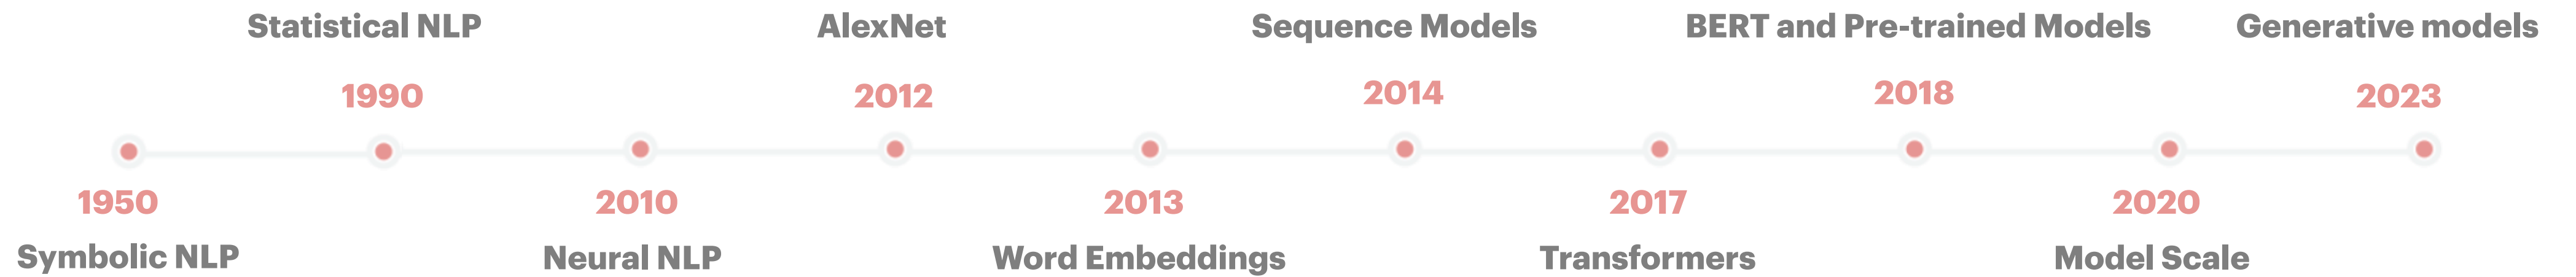 Statistical NLP
AlexNet
Sequence Models
BERT and Pre-trained Models
Generative models
1990
2012
2014
2018
2023
1950
2010
2013
2017
2020
Symbolic NLP
Neural NLP
Word Embeddings
Transformers
Model Scale